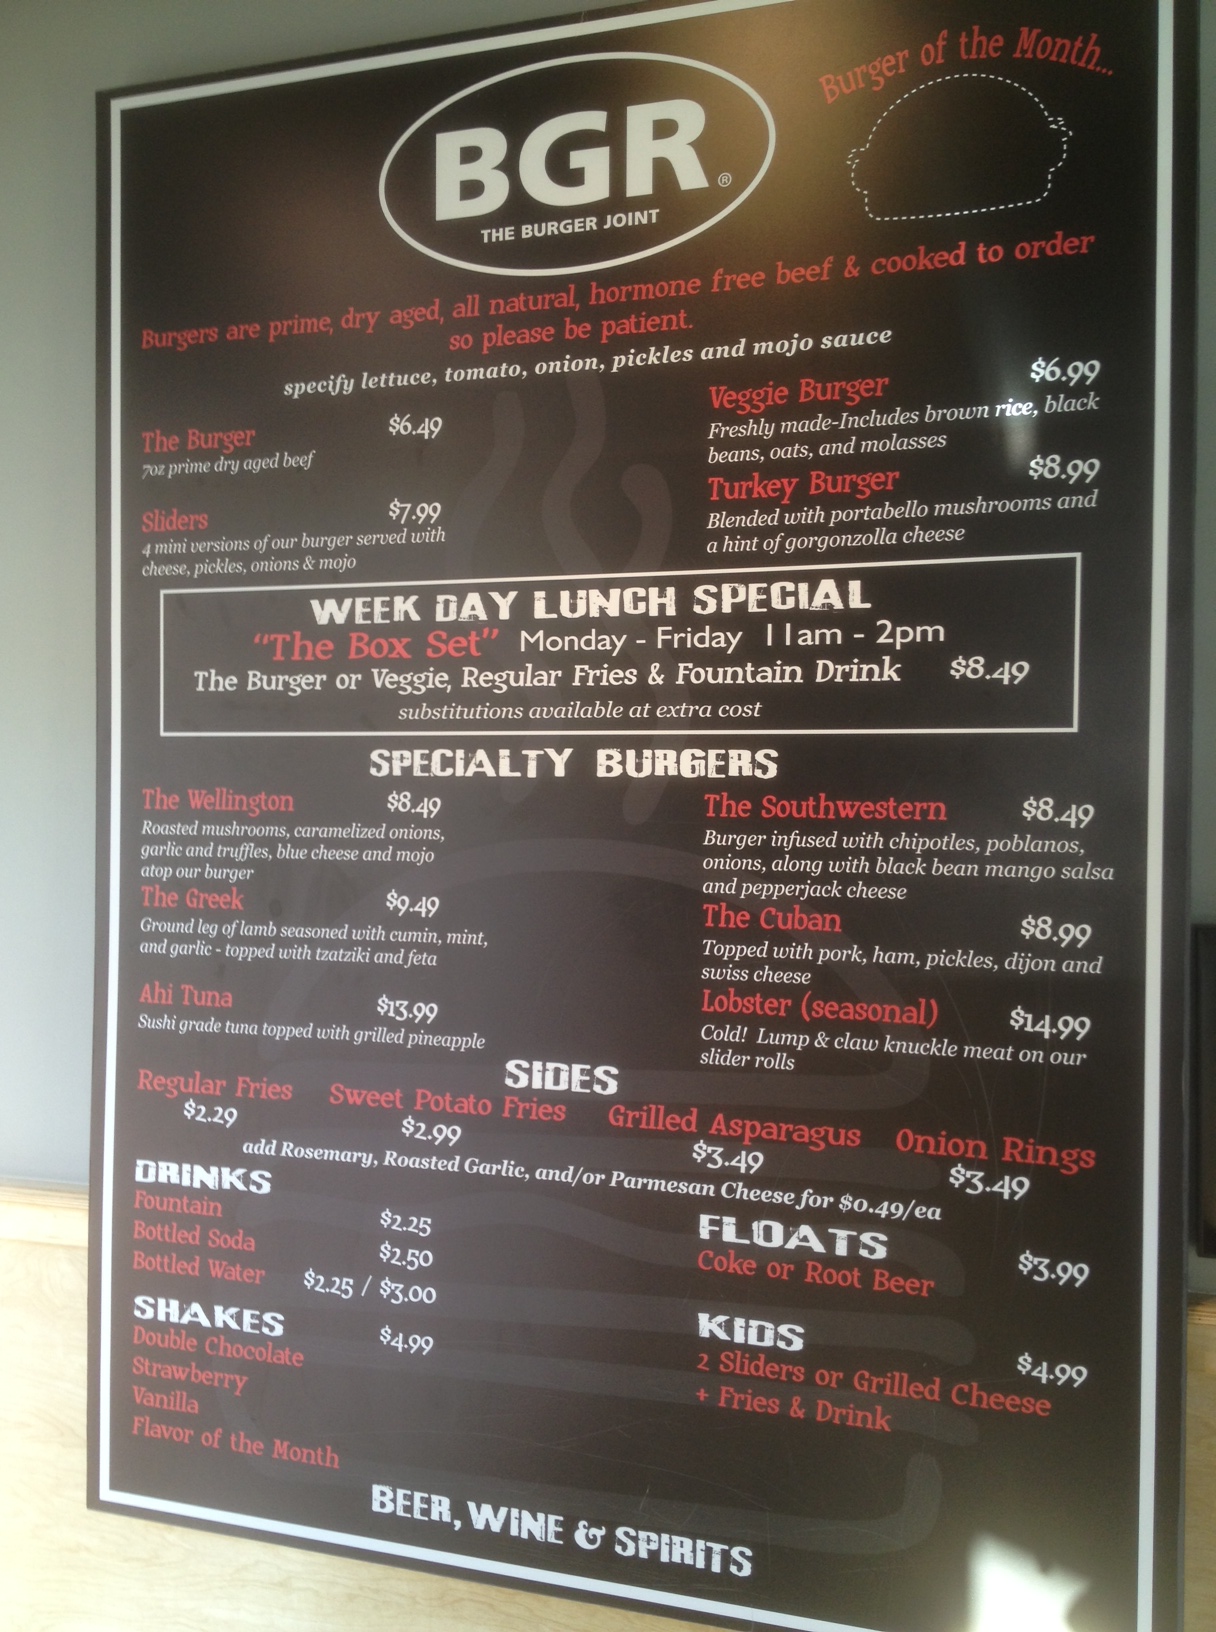 Burger of the Month...
BGR®
THE BURGER JOINT
Burgers are prime, dry aged, all natural, hormone free beef & cooked to order
so please be patient.
specify lettuce, tomato, onion, pickles and mojo sauce
The Burger $6.49
7oz prime dry aged beef
Sliders $7.99
4 mini versions of our burger served with
cheese, pickles, onions & mojo
Veggie Burger $6.99
Freshly made-Includes brown rice, black
beans, oats, and molasses
Turkey Burger $8.99
Blended with portabello mushrooms and
a hint of gorgonzolla cheese
WEEK DAY LUNCH SPECIAL
"The Box Set" Monday - Friday 11am - 2pm
The Burger or Veggie, Regular Fries & Fountain Drink $8.49
substitutions available at extra cost
SPECIALTY BURGERS
The Wellington $8.49
Roasted mushrooms, caramelized onions,
garlic and truffles, blue cheese and mojo
atop our burger
The Greek $9.49
Ground leg of lamb seasoned with cumin, mint,
and garlic - topped with tzatziki and feta
Ahi Tuna $13.99
Sushi grade tuna topped with grilled pineapple
The Southwestern $8.49
Burger infused with chipotles, poblanos,
onions, along with black bean mango salsa
and pepperjack cheese
The Cuban $8.99
Topped with pork, ham, pickles, dijon and
swiss cheese
Lobster (seasonal) $14.99
Cold! Lump & claw knuckle meat on our
slider rolls
SIDES
Regular Fries Sweet Potato Fries Grilled Asparagus Onion Rings
$2.29 $2.99 $3.49 $3.49
add Rosemary, Roasted Garlic, and/or Parmesan Cheese for $0.49/ea
DRINKS
Fountain $2.25
Bottled Soda $2.50
Bottled Water $2.25 / $3.00
SHAKES $4.99
Double Chocolate
Strawberry
Vanilla
Flavor of the Month
FLOATS
Coke or Root Beer $3.99
KIDS
2 Sliders or Grilled Cheese $4.99
+ Fries & Drink
BEER, WINE & SPIRITS